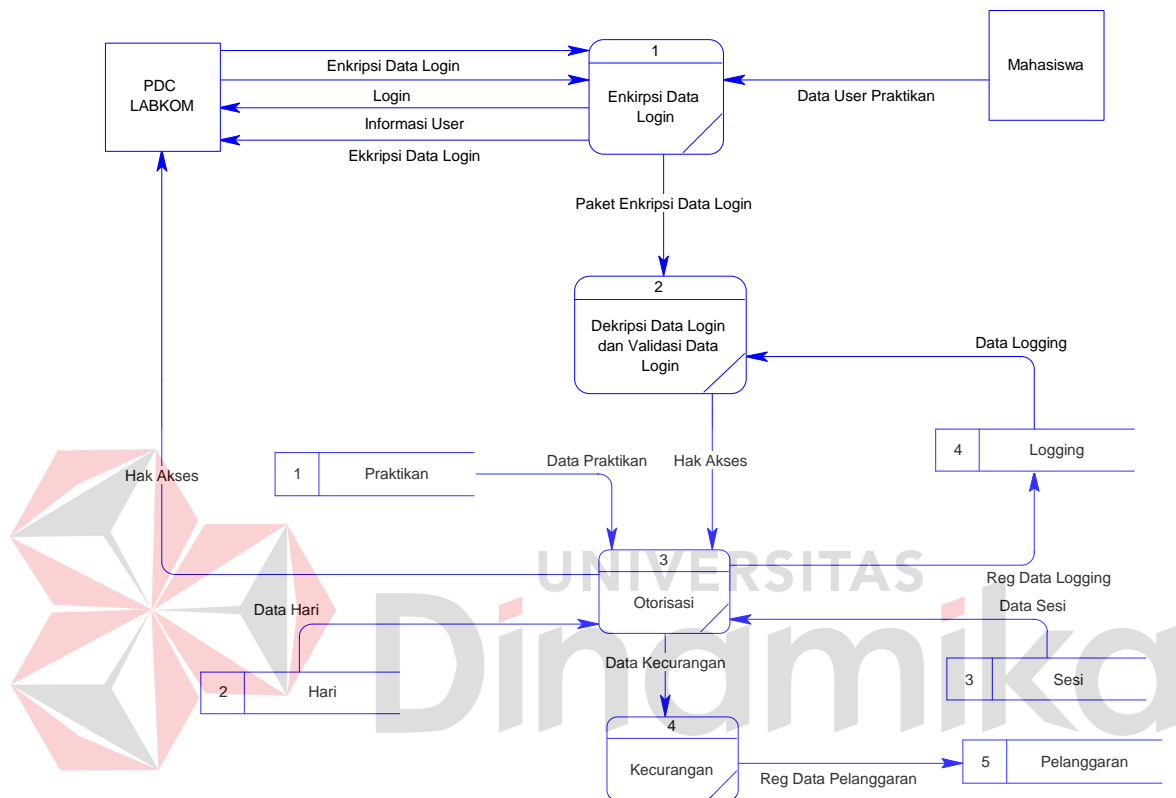 1
Enkripsi Data Login
PDC
LABKOM
Mahasiswa
Enkirpsi Data
Login
Login
Data User Praktikan
Informasi User
Ekkripsi Data Login
Paket Enkripsi Data Login
2
Dekripsi Data Login
dan Validasi Data
Login
Data Logging
4
Logging
Hak Akses
1
Praktikan
Data Praktikan
Hak Akses
UNIVERSITAS
3
Otorisasi
Reg Data Logging
Data Hari
Data Sesi
Dinamika
2
Hari
Data Kecurangan
3
Sesi
4
Kecurangan
Reg Data Pelanggaran
5
Pelanggaran